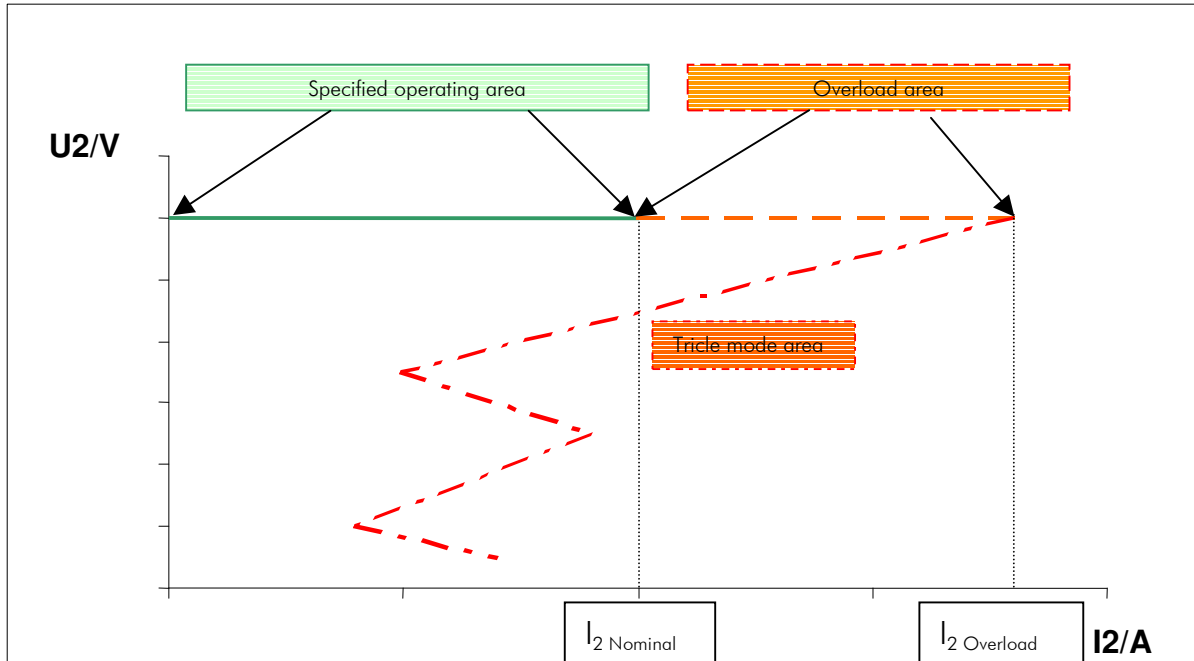 Specified operating area
Overload area
U2/V
Tricle mode area
I2 Nominal
I2 Overload
I2/A